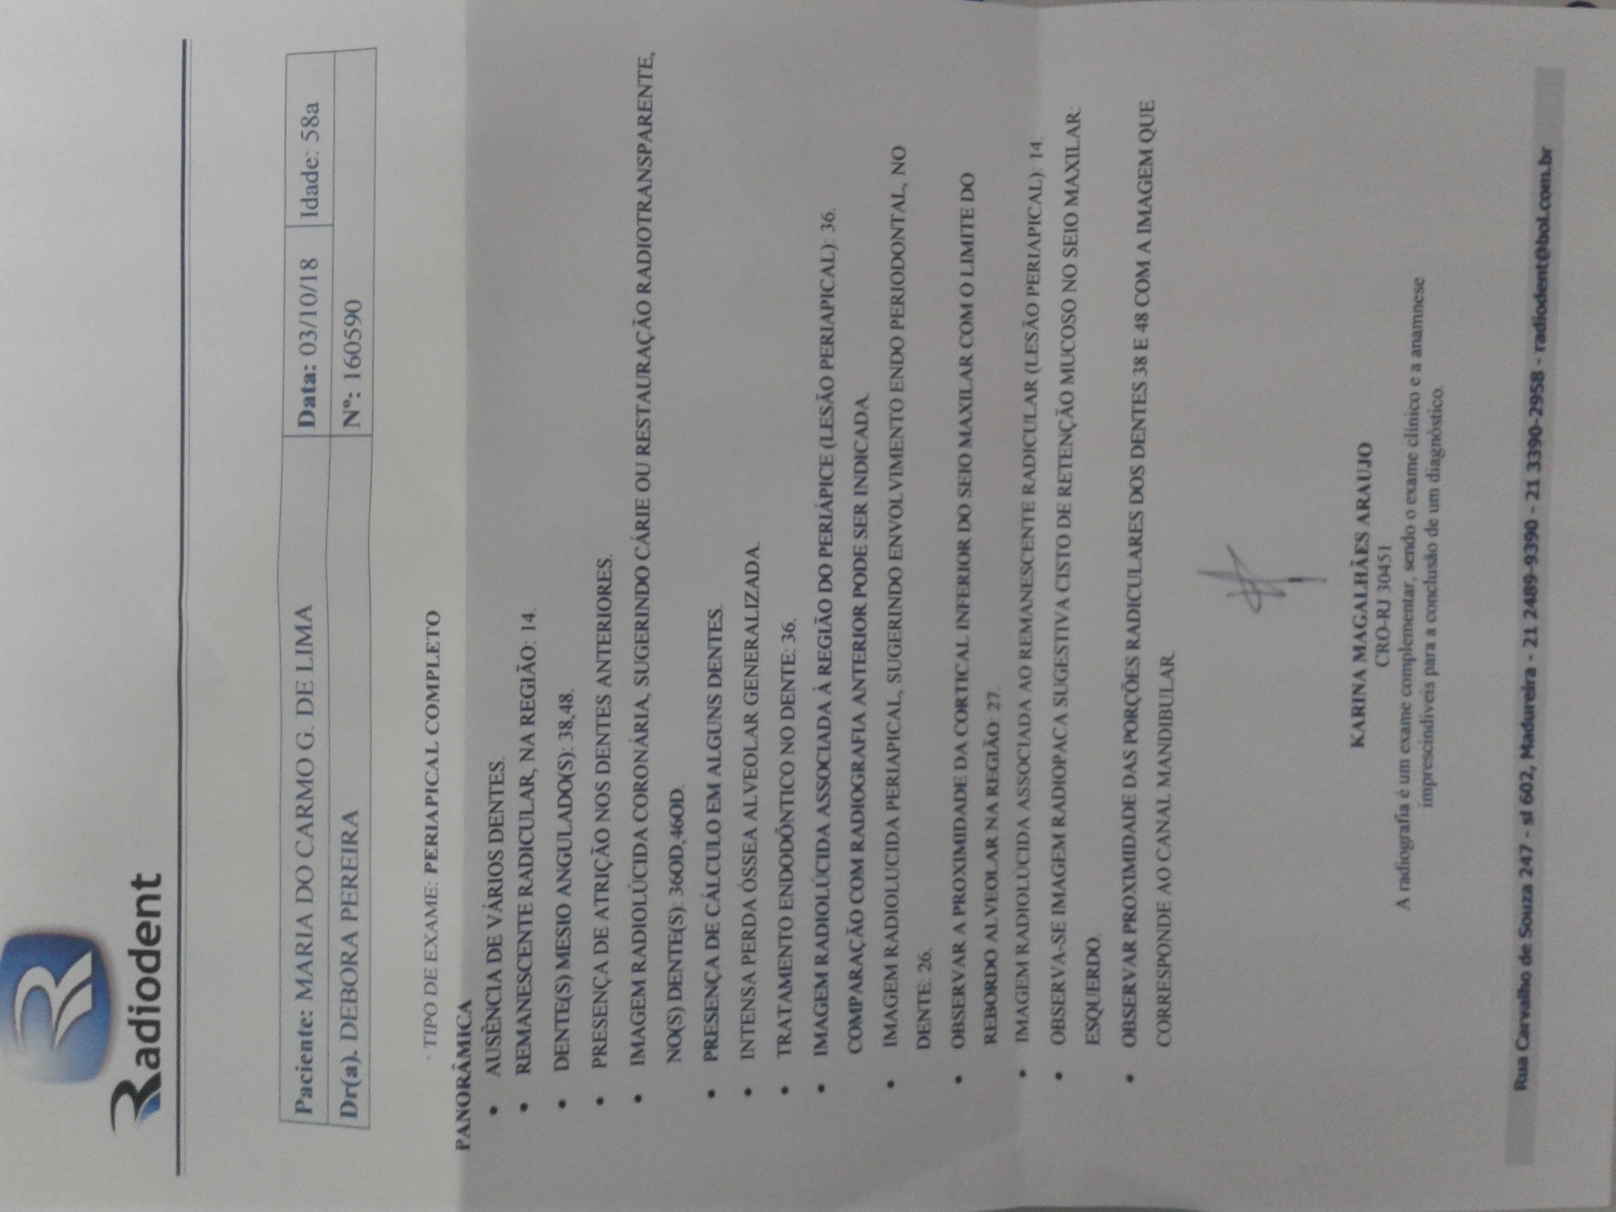 Radiodent
Paciente: MARIA DO CARMO G. DE LIMA Data: 03/10/18 Idade: 58a
Dr(a). DEBORA PEREIRA Nº: 160590
· TIPO DE EXAME: PERIAPICAL COMPLETO
PANORÂMICA
• AUSÊNCIA DE VÁRIOS DENTES.
• REMANESCENTE RADICULAR, NA REGIÃO: 14.
• DENTE(S) MESIO ANGULADO(S): 38,48.
• PRESENÇA DE ATRIÇÃO NOS DENTES ANTERIORES.
• IMAGEM RADIOLÚCIDA CORONÁRIA, SUGERINDO CÁRIE OU RESTAURAÇÃO RADIOTRANSPARENTE,
NO(S) DENTE(S): 36OD,46OD.
• PRESENÇA DE CÁLCULO EM ALGUNS DENTES.
• INTENSA PERDA ÓSSEA ALVEOLAR GENERALIZADA.
• TRATAMENTO ENDODÔNTICO NO DENTE: 36.
• IMAGEM RADIOLÚCIDA ASSOCIADA À REGIÃO DO PERIÁPICE (LESÃO PERIAPICAL): 36.
COMPARAÇÃO COM RADIOGRAFIA ANTERIOR PODE SER INDICADA.
• IMAGEM RADIOLUCIDA PERIAPICAL, SUGERINDO ENVOLVIMENTO ENDO PERIODONTAL, NO
DENTE: 26.
• OBSERVAR A PROXIMIDADE DA CORTICAL INFERIOR DO SEIO MAXILAR COM O LIMITE DO
REBORDO ALVEOLAR NA REGIÃO: 27.
• IMAGEM RADIOLÚCIDA ASSOCIADA AO REMANESCENTE RADICULAR (LESÃO PERIAPICAL): 14.
• OBSERVA-SE IMAGEM RADIOPACA SUGESTIVA CISTO DE RETENÇÃO MUCOSO NO SEIO MAXILAR:
ESQUERDO.
• OBSERVAR PROXIMIDADE DAS PORÇÕES RADICULARES DOS DENTES 38 E 48 COM A IMAGEM QUE
CORRESPONDE AO CANAL MANDIBULAR.
KARINA MAGALHÃES ARAUJO
CRO-RJ 30451
A radiografia é um exame complementar, sendo o exame clínico e a anamnese
imprescindíveis para a conclusão de um diagnóstico.
Rua Carvalho de Souza 247 - sl 602, Madureira - 21 2489-9390 - 21 3390-2958 - radiodent@bol.com.br